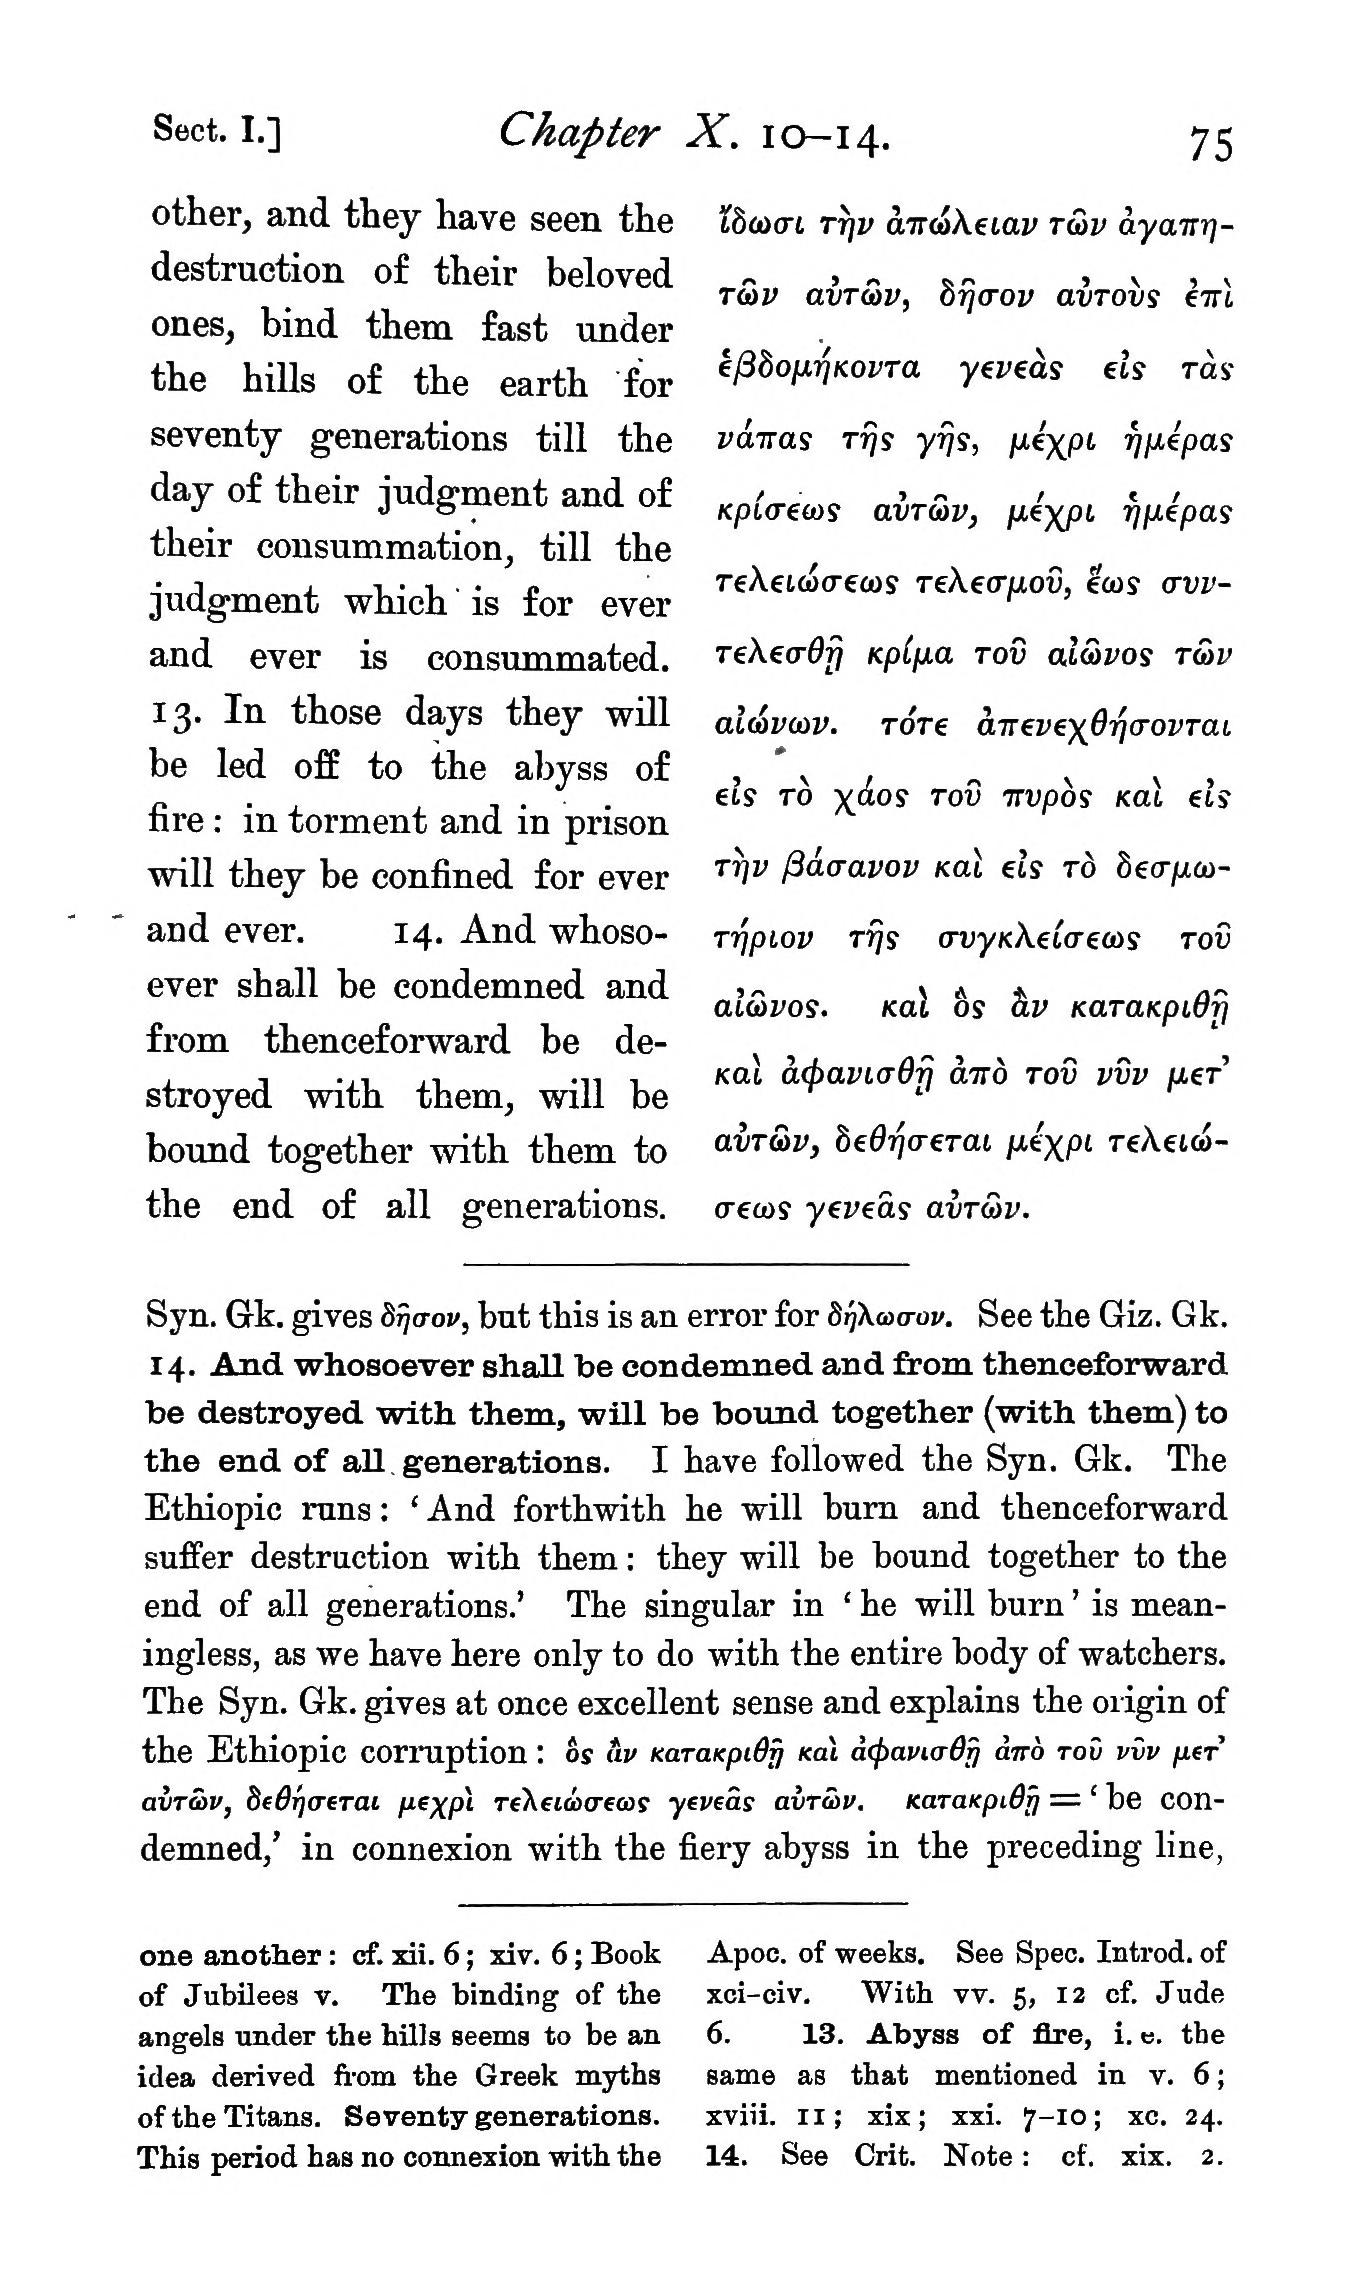 Sect. I.] Chapter X. 10–14. 75
other, and they have seen the
destruction of their beloved
ones, bind them fast under
the hills of the earth for
seventy generations till the
day of their judgment and of
their consummation, till the
judgment which is for ever
and ever is consummated.
13. In those days they will
be led off to the abyss of
fire : in torment and in prison
will they be confined for ever
and ever. 14. And whoso-
ever shall be condemned and
from thenceforward be de-
stroyed with them, will be
bound together with them to
the end of all generations.
ἴδωσι τὴν ἀπώλειαν τῶν ἀγαπη-
τῶν αὐτῶν, δῆσον αὐτοὺς ἐπὶ
ἑβδομήκοντα γενεὰς εἰς τὰς
νάπας τῆς γῆς, μέχρι ἡμέρας
κρίσεως αὐτῶν, μέχρι ἡμέρας
τελειώσεως τελεσμοῦ, ἕως συν-
τελεσθῇ κρίμα τοῦ αἰῶνος τῶν
αἰώνων. τότε ἀπενεχθήσονται
εἰς τὸ χάος τοῦ πυρὸς καὶ εἰς
τὴν βάσανον καὶ εἰς τὸ δεσμω-
τήριον τῆς συγκλείσεως τοῦ
αἰῶνος. καὶ ὃς ἂν κατακριθῇ
καὶ ἀφανισθῇ ἀπὸ τοῦ νῦν μετ’
αὐτῶν, δεθήσεται μέχρι τελειώ-
σεως γενεᾶς αὐτῶν.
Syn. Gk. gives δῆσον, but this is an error for δήλωσον. See the Giz. Gk.
14. And whosoever shall be condemned and from thenceforward
be destroyed with them, will be bound together (with them) to
the end of all generations. I have followed the Syn. Gk. The
Ethiopic runs : ‘And forthwith he will burn and thenceforward
suffer destruction with them : they will be bound together to the
end of all generations.’ The singular in ‘he will burn’ is mean-
ingless, as we have here only to do with the entire body of watchers.
The Syn. Gk. gives at once excellent sense and explains the origin of
the Ethiopic corruption : ὃς ἂν κατακριθῇ καὶ ἀφανισθῇ ἀπὸ τοῦ νῦν μετ’
αὐτῶν, δεθήσεται μεχρὶ τελειώσεως γενεᾶς αὐτῶν. κατακριθῇ = ‘be con-
demned,’ in connexion with the fiery abyss in the preceding line,
one another : cf. xii. 6 ; xiv. 6 ; Book
of Jubilees v. The binding of the
angels under the hills seems to be an
idea derived from the Greek myths
of the Titans. Seventy generations.
This period has no connexion with the
Apoc. of weeks. See Spec. Introd. of
xci–civ. With vv. 5, 12 cf. Jude
6. 13. Abyss of fire, i. e. the
same as that mentioned in v. 6 ;
xviii. 11 ; xix ; xxi. 7–10 ; xc. 24.
14. See Crit. Note : cf. xix. 2.